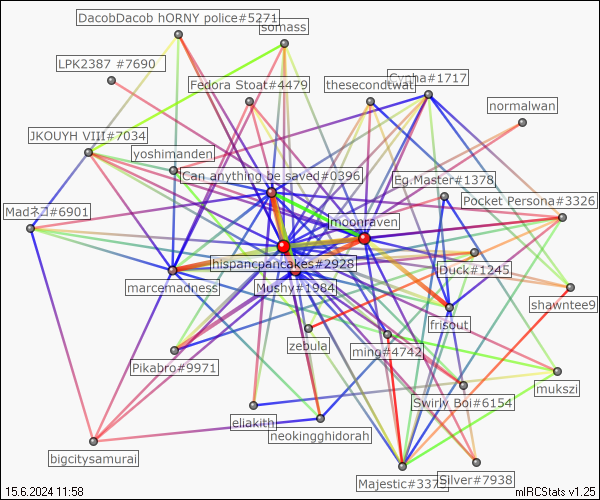 DacobDacob hORNY police#5271
somass
LPK2387 #7690
Fedora Stoat#4479
thesecondtwat
Cypha#1717
normalwan
JKOUYH VIII#7034
yoshimanden
Can anything be saved#0396
Eg.Master#1378
Pocket Persona#3326
Madネコ#6901
moonraven
hispancpancakes#2928
Duck#1245
marcemadness
Mushy#1984
shawntee9
frisout
zebula
ming#4742
Pikabro#9971
mukszi
Swirly Boi#6154
eliakith
neokingghidorah
bigcitysamurai
Silver#7938
15.6.2024 11:58
mIRCStats v1.25